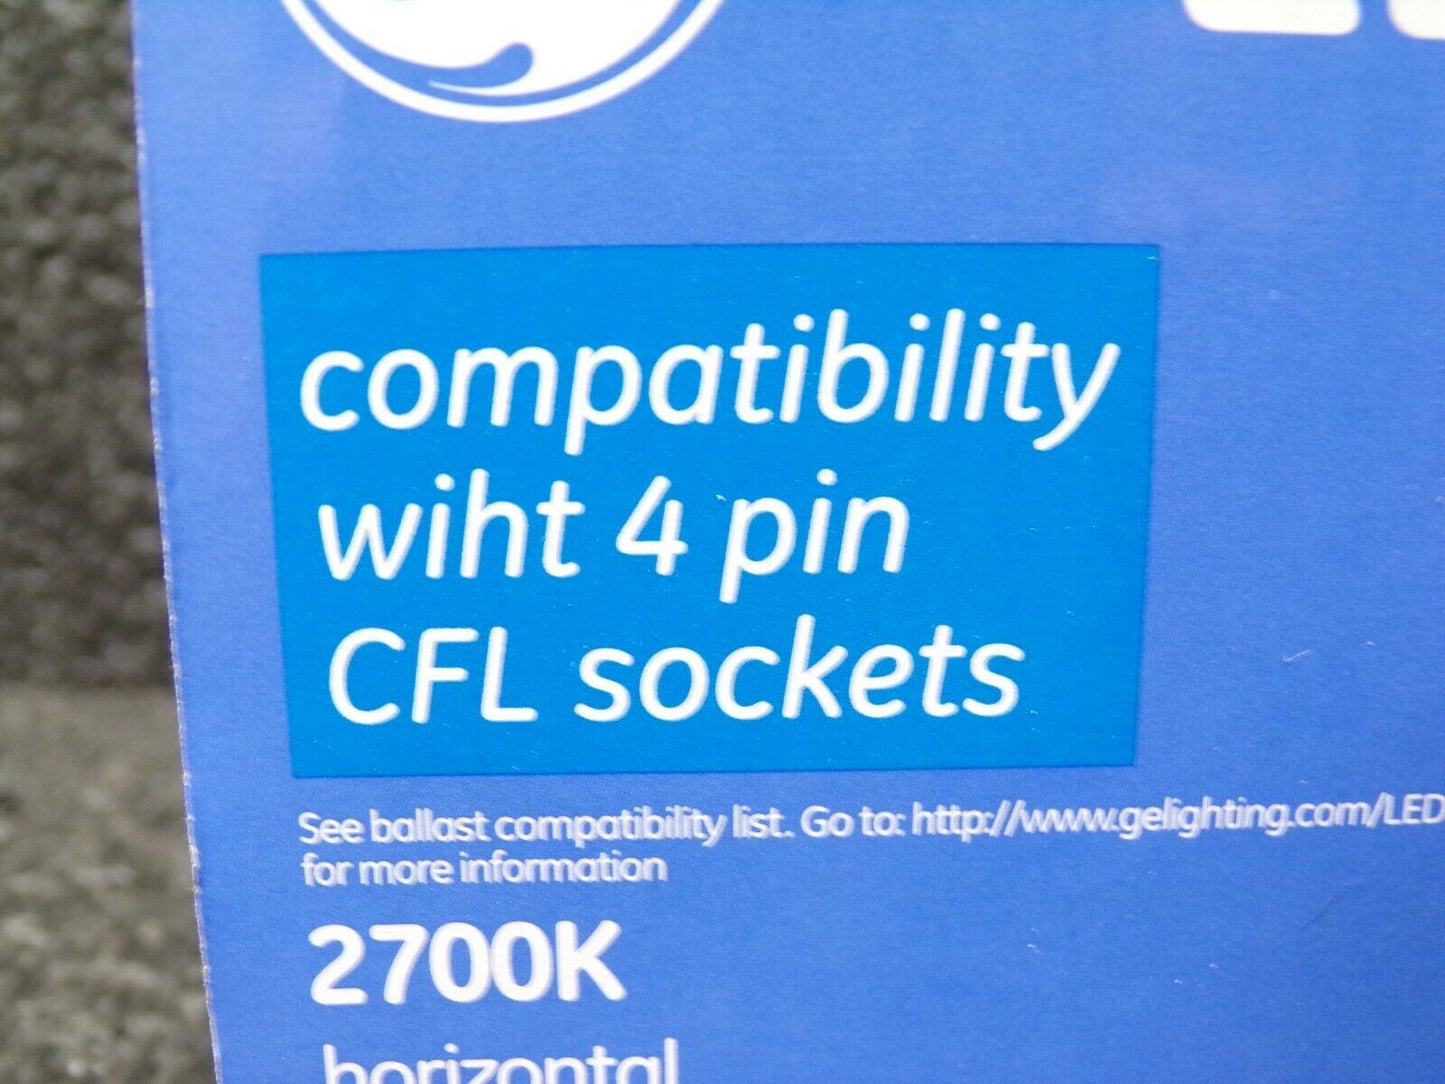 compatibility
wiht 4 pin
CFL sockets
See ballast compatibility list. Go to: http://www.gelighting.com/LED
for more information
2700K
horizontal